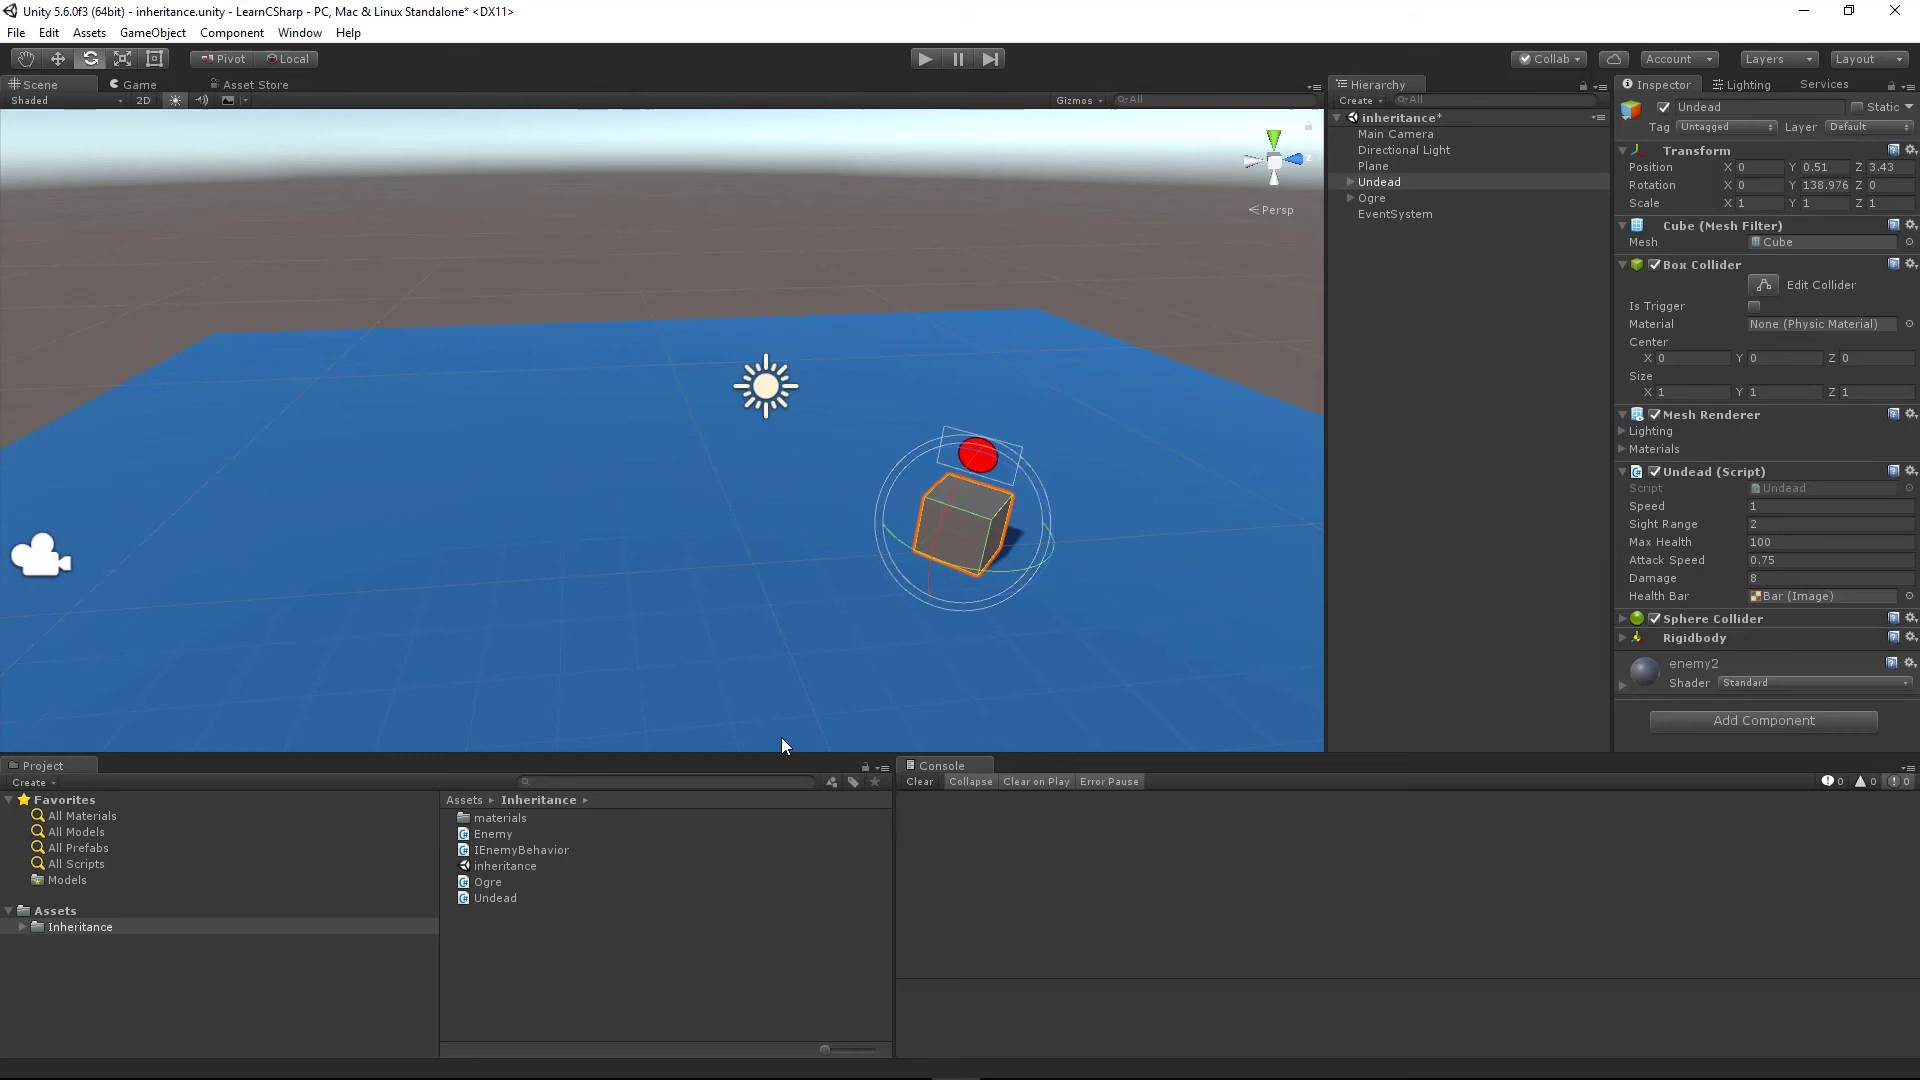 Unity 5.6.0f3 (64bit) - inheritance.unity - LearnCSharp - PC, Mac & Linux Standalone* <DX11>
File Edit Assets GameObject Component Window Help
Pivot Local Collab Account Layers Layout
Scene Game Asset Store
Shaded 2D Gizmos All
Persp
Hierarchy
Create All
inheritance*
Main Camera
Directional Light
Plane
Undead
Ogre
EventSystem
Inspector Lighting Services
Undead Static
Tag Untagged Layer Default
Transform
Position X 0 Y 0.51 Z 3.43
Rotation X 0 Y 138.976 Z 0
Scale X 1 Y 1 Z 1
Cube (Mesh Filter)
Mesh Cube
Box Collider
Edit Collider
Is Trigger
Material None (Physic Material)
Center
X 0 Y 0 Z 0
Size
X 1 Y 1 Z 1
Mesh Renderer
Lighting
Materials
Undead (Script)
Script Undead
Speed 1
Sight Range 2
Max Health 100
Attack Speed 0.75
Damage 8
Health Bar Bar (Image)
Sphere Collider
Rigidbody
enemy2
Shader Standard
Add Component
Project
Create
Favorites
All Materials
All Models
All Prefabs
All Scripts
Models
Assets
Inheritance
Assets Inheritance
materials
Enemy
IEnemyBehavior
inheritance
Ogre
Undead
Console
Clear Collapse Clear on Play Error Pause 0 0 0